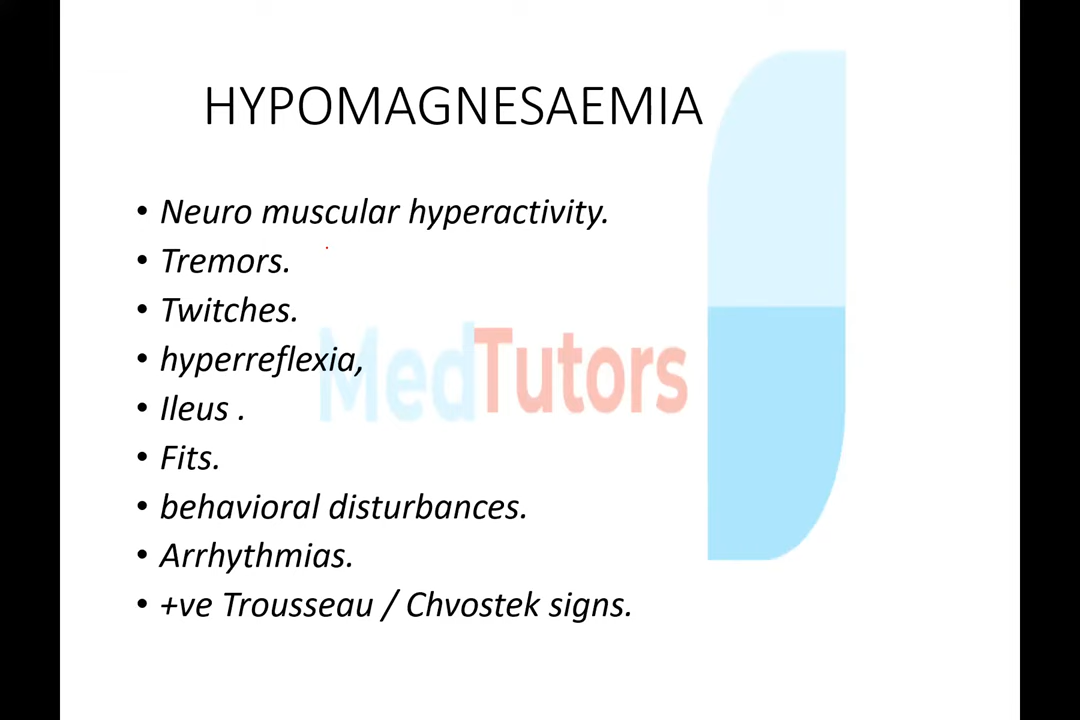 HYPOMAGNESAEMIA
• Neuro muscular hyperactivity.
• Tremors.
• Twitches.
• hyperreflexia,
• Ileus .
• Fits.
• behavioral disturbances.
• Arrhythmias.
• +ve Trousseau / Chvostek signs.
MedTutors